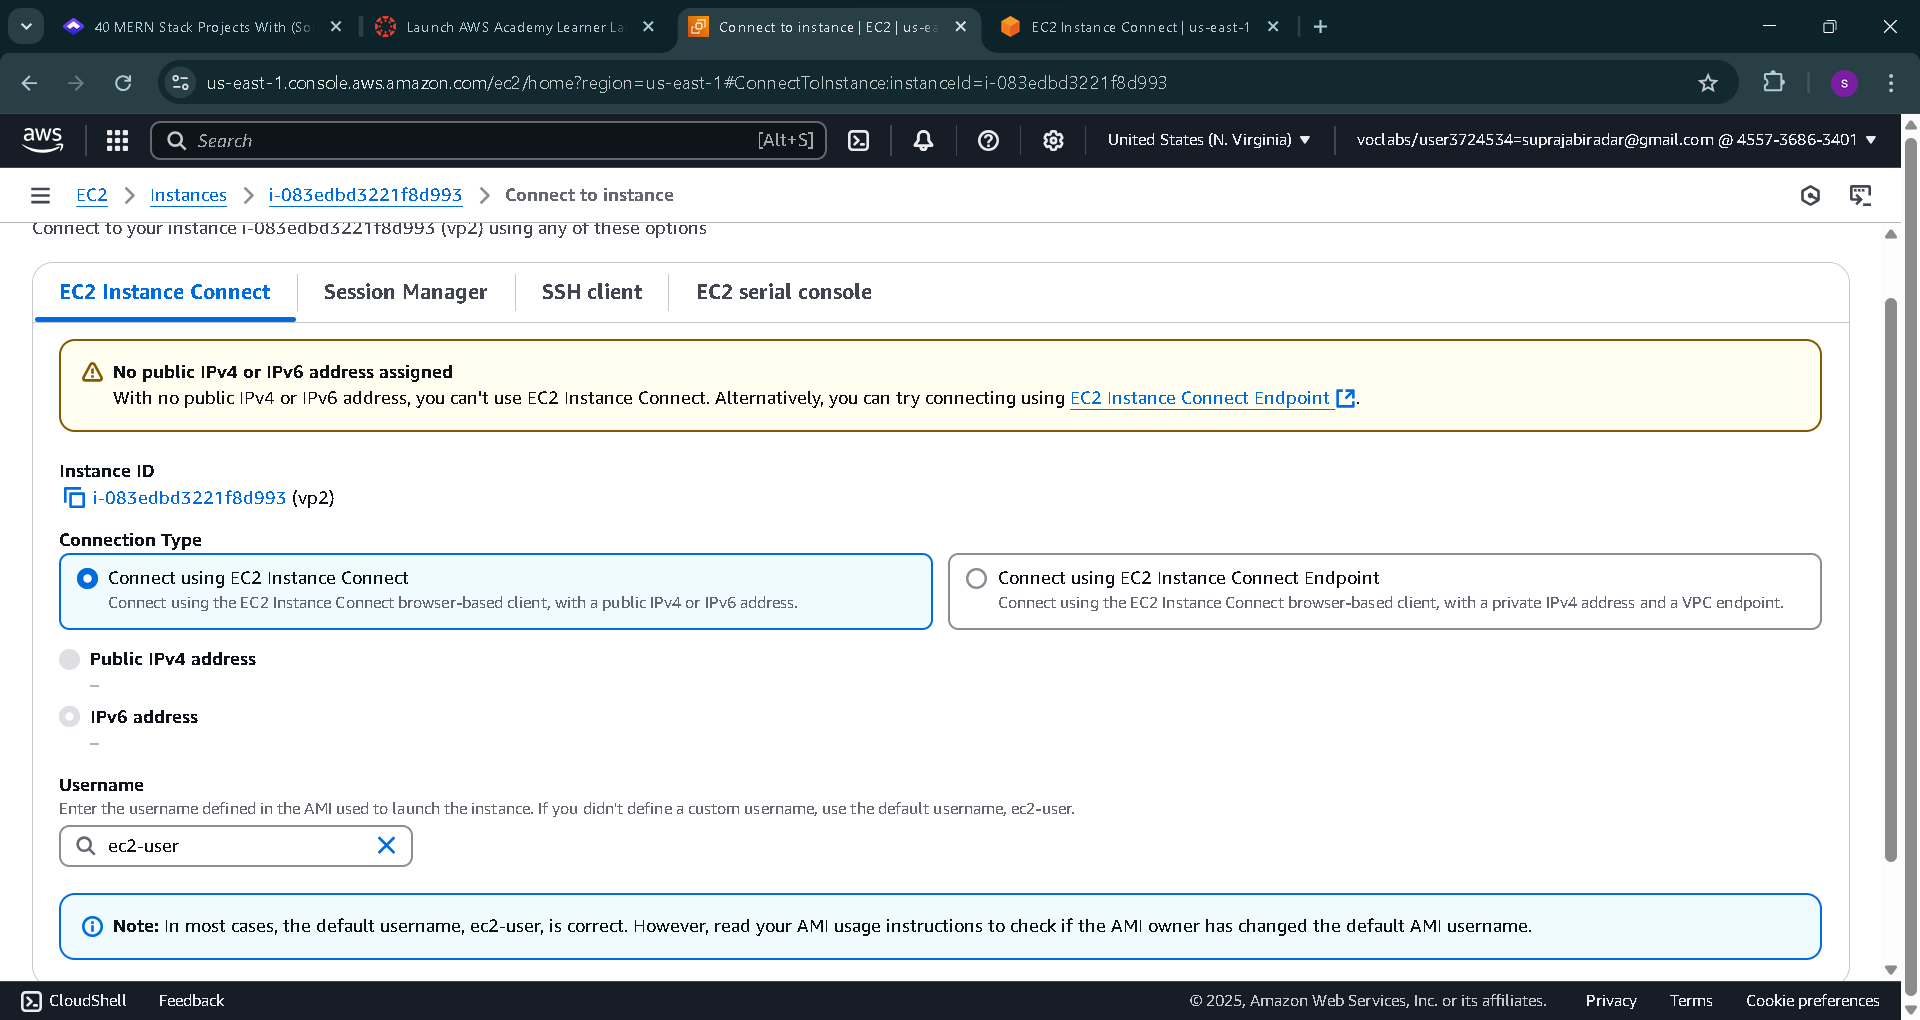 40 MERN Stack Projects With (So
Launch AWS Academy Learner La
Connect to instance | EC2 | us-ea
EC2 Instance Connect | us-east-1
us-east-1.console.aws.amazon.com/ec2/home?region=us-east-1#ConnectToInstance:instanceId=i-083edbd3221f8d993
s
aws
Search
[Alt+S]
United States (N. Virginia)
voclabs/user3724534=suprajabiradar@gmail.com @ 4557-3686-3401
EC2
Instances
i-083edbd3221f8d993
Connect to instance
Connect to your instance i-083edbd3221f8d993 (vp2) using any of these options
EC2 Instance Connect
Session Manager
SSH client
EC2 serial console
No public IPv4 or IPv6 address assigned
With no public IPv4 or IPv6 address, you can't use EC2 Instance Connect. Alternatively, you can try connecting using EC2 Instance Connect Endpoint.
Instance ID
i-083edbd3221f8d993 (vp2)
Connection Type
Connect using EC2 Instance Connect
Connect using the EC2 Instance Connect browser-based client, with a public IPv4 or IPv6 address.
Connect using EC2 Instance Connect Endpoint
Connect using the EC2 Instance Connect browser-based client, with a private IPv4 address and a VPC endpoint.
Public IPv4 address
–
IPv6 address
–
Username
Enter the username defined in the AMI used to launch the instance. If you didn't define a custom username, use the default username, ec2-user.
ec2-user
Note: In most cases, the default username, ec2-user, is correct. However, read your AMI usage instructions to check if the AMI owner has changed the default AMI username.
CloudShell
Feedback
© 2025, Amazon Web Services, Inc. or its affiliates.
Privacy
Terms
Cookie preferences